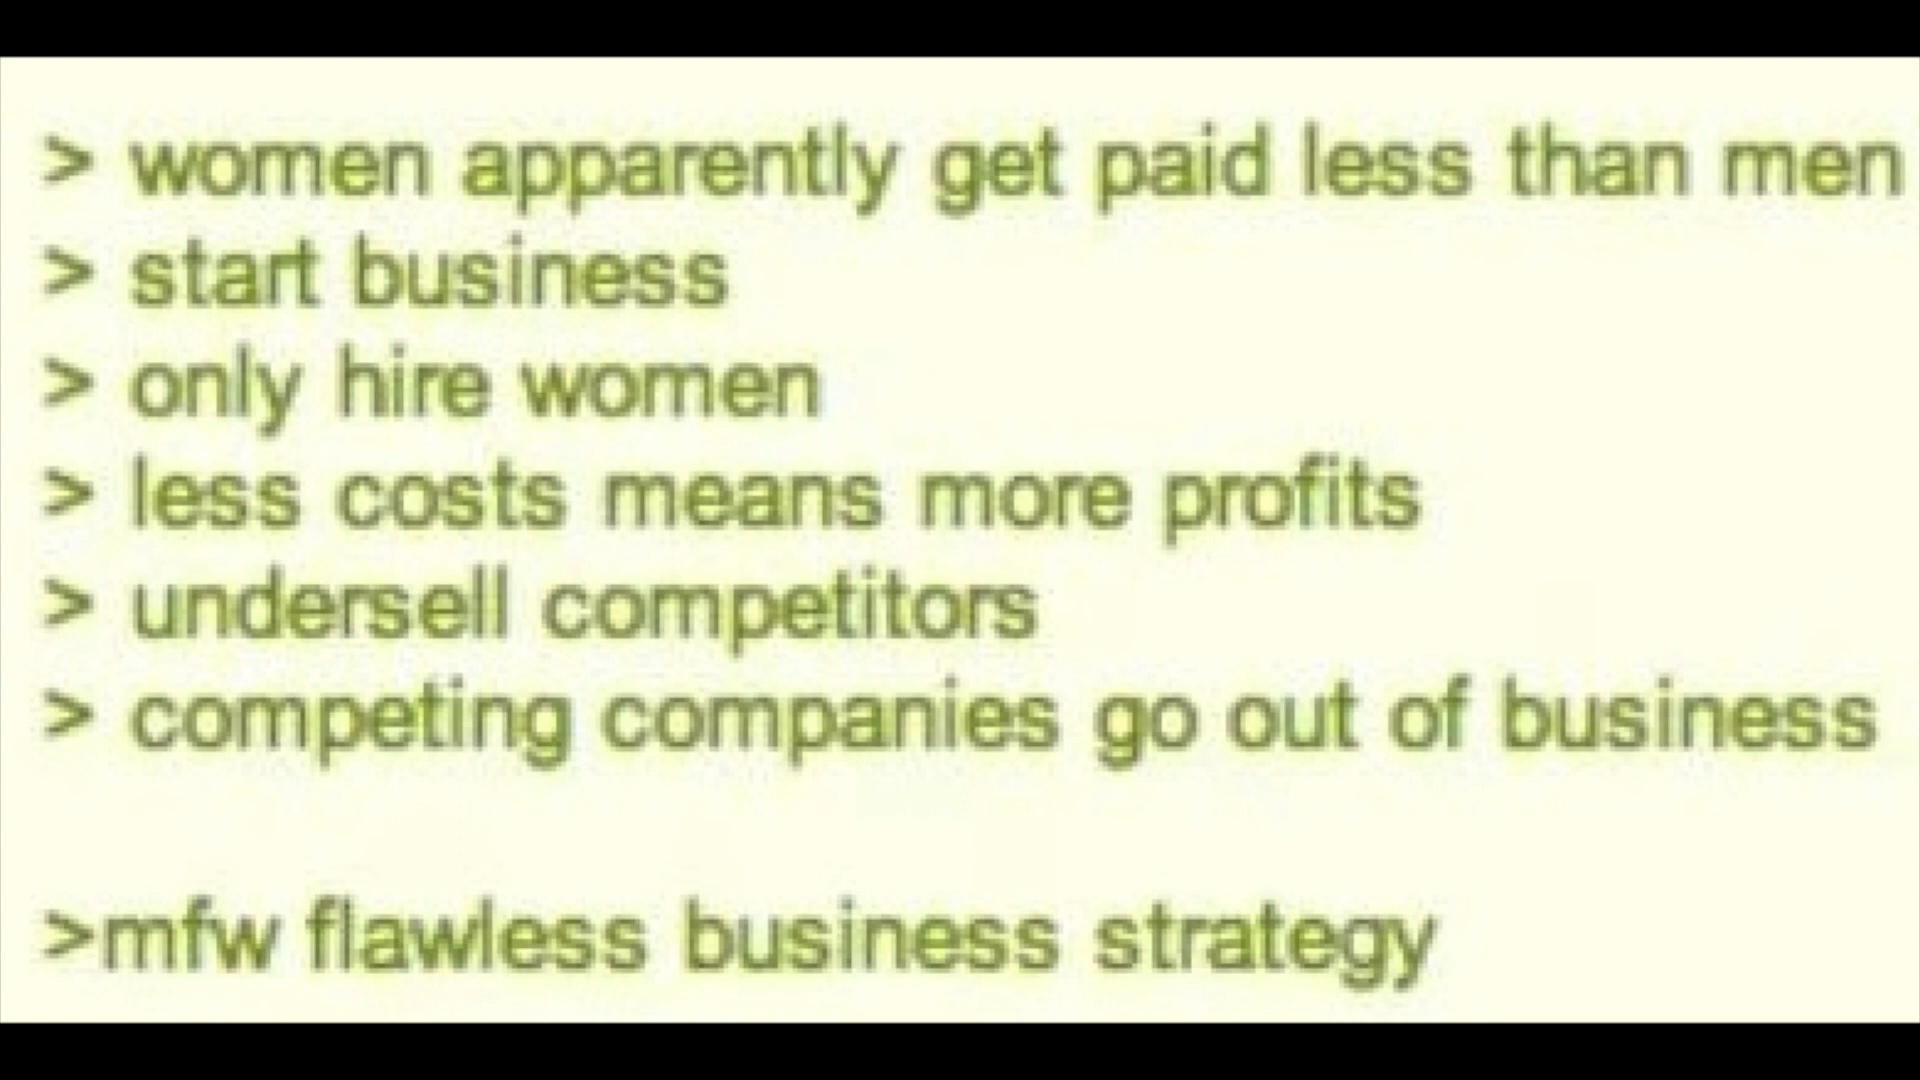 > women apparently get paid less than men
> start business
> only hire women
> less costs means more profits
> undersell competitors
> competing companies go out of business
>mfw flawless business strategy